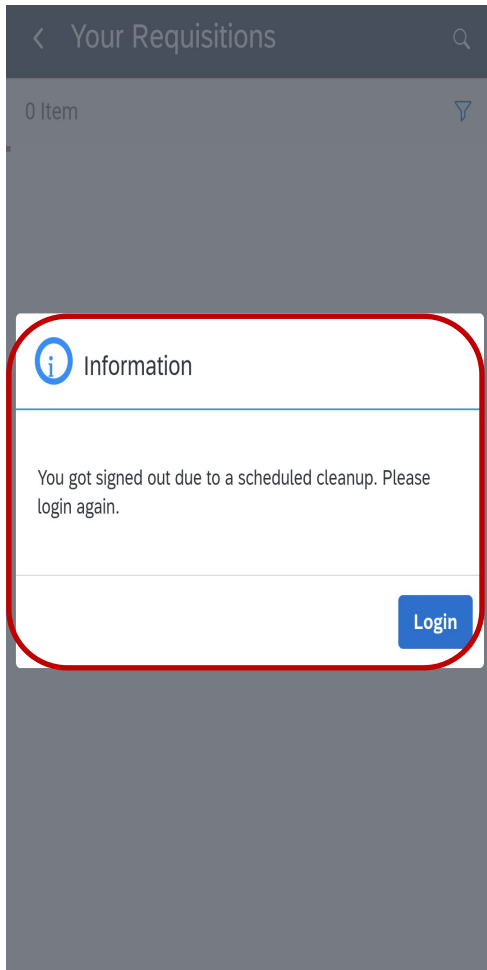 Your Requisitions
0 Item
Information
You got signed out due to a scheduled cleanup. Please
login again.
Login